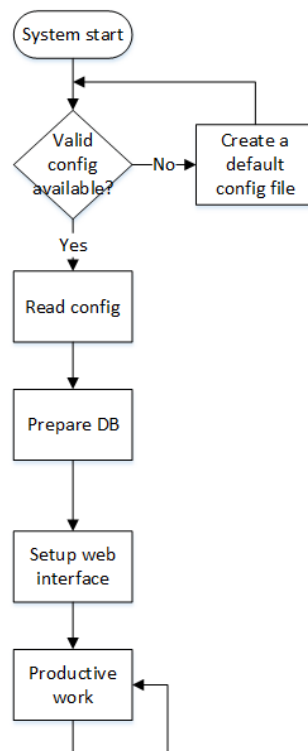 System start
Valid
config
available?
No
Create a
default
config file
Yes
Read config
Prepare DB
Setup web
interface
Productive
work